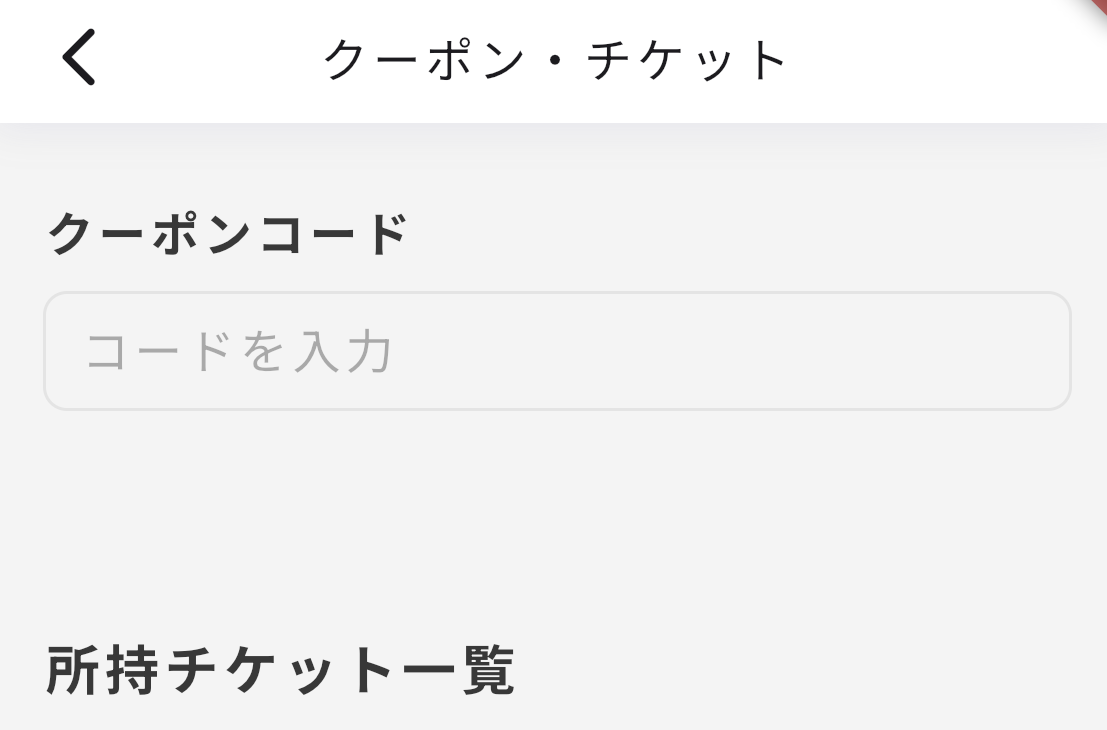 クーポン・チケット
クーポンコード
コードを入力
所持チケット一覧